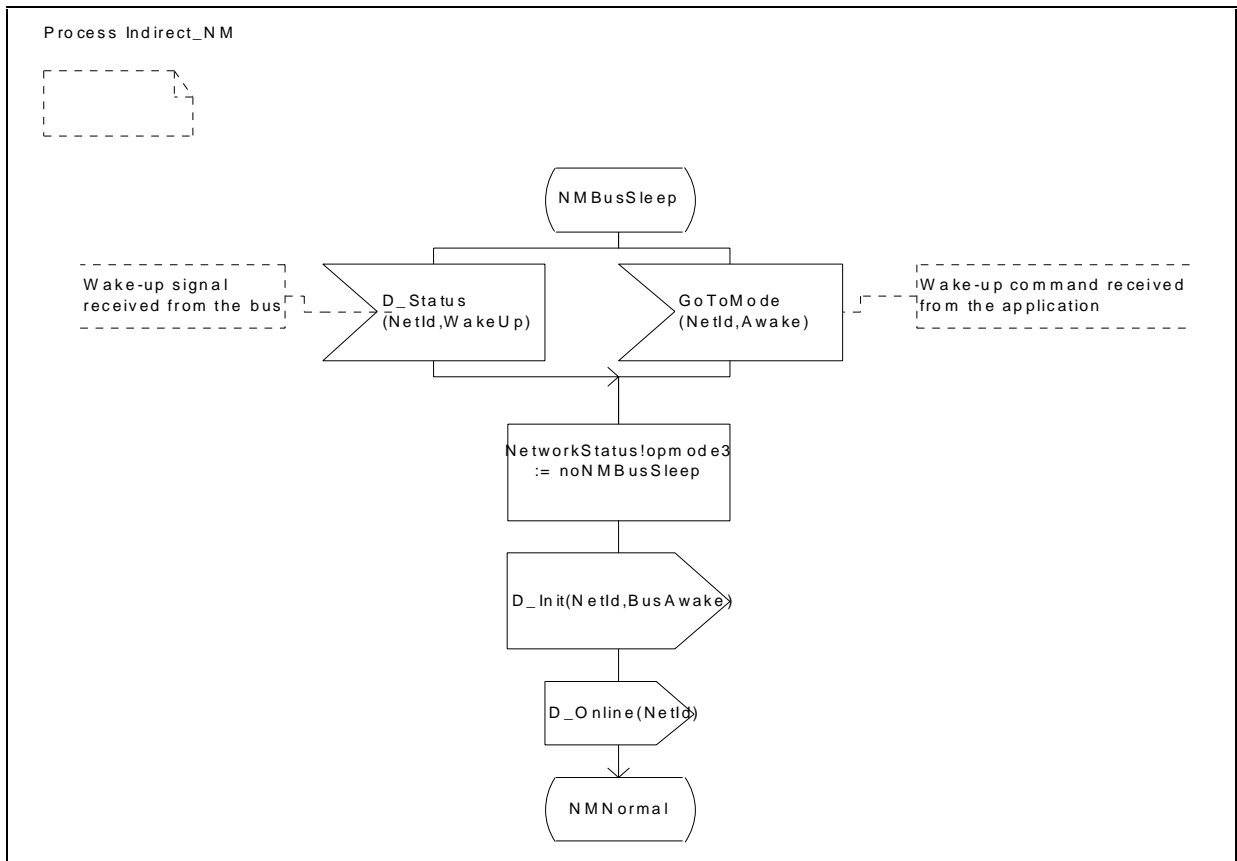 Process Indirect_NM
NMBusSleep
Wake-up signal
received from the bus
D_Status
(NetId,WakeUp)
GoToMode
(NetId,Awake)
Wake-up command received
from the application
NetworkStatus!opmode3
:= noNMBusSleep
D_Init(NetId,BusAwake)
D_Online(NetId)
NMNormal